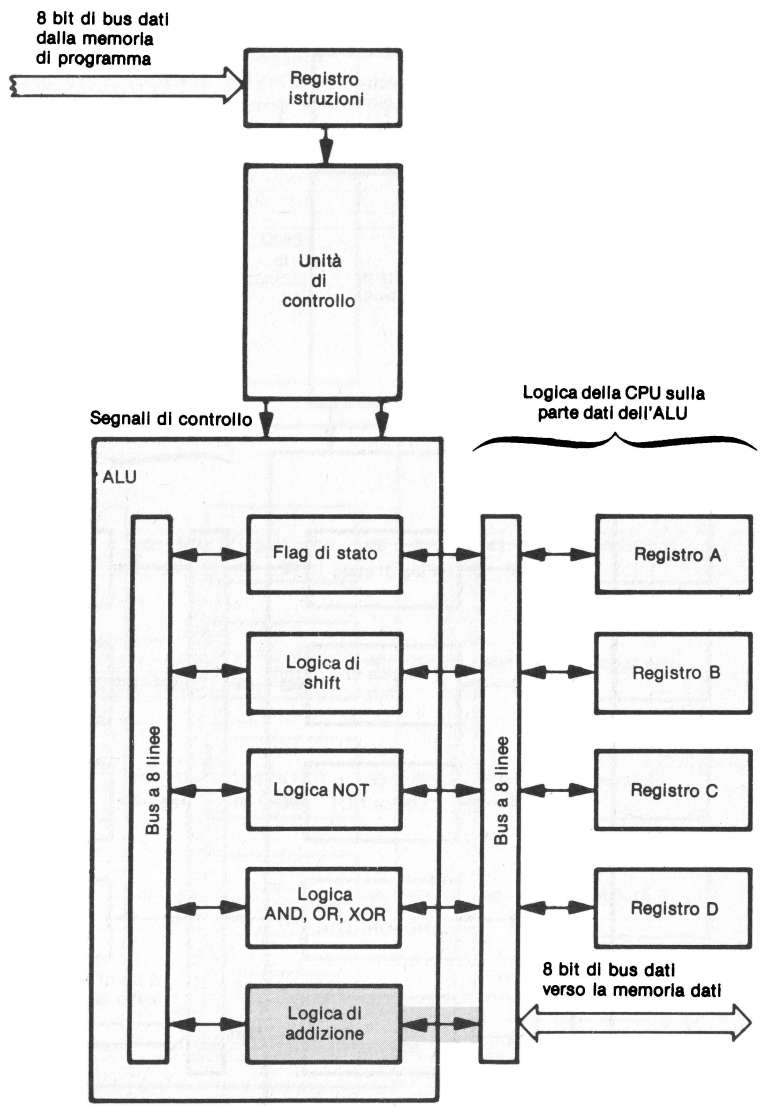 8 bit di bus dati
dalla memoria
di programma
Registro
istruzioni
Unità
di
controllo
Logica della CPU sulla
parte dati dell'ALU
Segnali di controllo
ALU
Bus a 8 linee
Flag di stato
Logica di
shift
Logica NOT
Logica
AND, OR, XOR
Logica di
addizione
Bus a 8 linee
Registro A
Registro B
Registro C
Registro D
8 bit di bus dati
verso la memoria dati